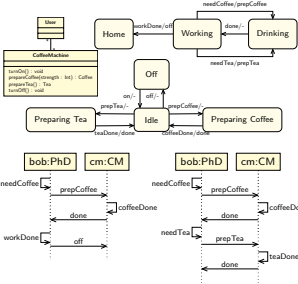 User
CoffeeMachine
turnOn() : void
prepareCoffee(strength : Int) : Coffee
prepareTea() : Tea
turnOff() : void
needCoffee/prepCoffee
Home
workDone/off
Working
done/-
Drinking
needTea/prepTea
Off
on/-
off/-
prepTea/-
prepCoffee/-
Preparing Tea
Idle
Preparing Coffee
teaDone/done
coffeeDone/done
bob:PhD
cm:CM
needCoffee
prepCoffee
coffeeDone
done
workDone
off
bob:PhD
cm:CM
needCoffee
prepCoffee
coffeeDo
done
needTea
prepTea
teaDone
done